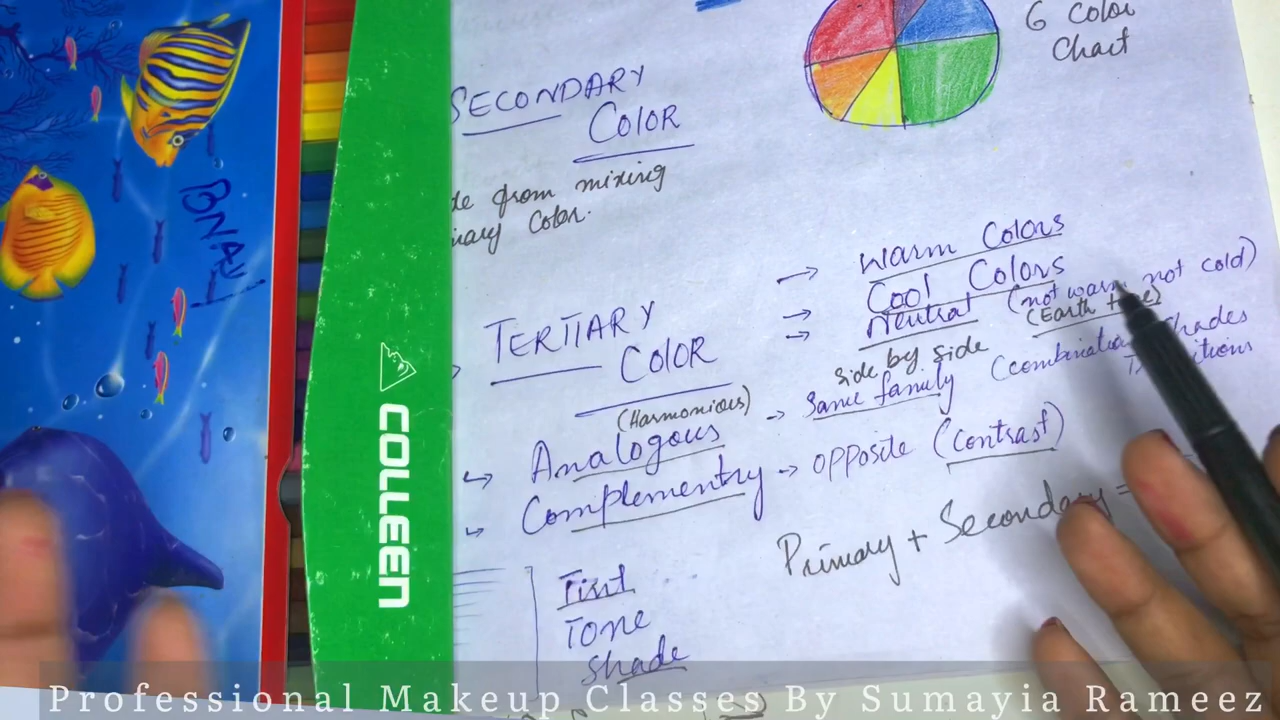 6 Color
Chart
SECONDARY
COLOR
from mixing
Color.
Warm Colors
Cool Colors
Neutral (not warm not cold)
(Earth tone)
TERTIARY
COLOR
side by side
(Harmonious)
Same family (combination shades
Analogous
Complementry → opposite (Contrast)
Primary + Secondary =
Tint
Tone
Shade
COLLEEN
Professional Makeup Classes By Sumayia Rameez